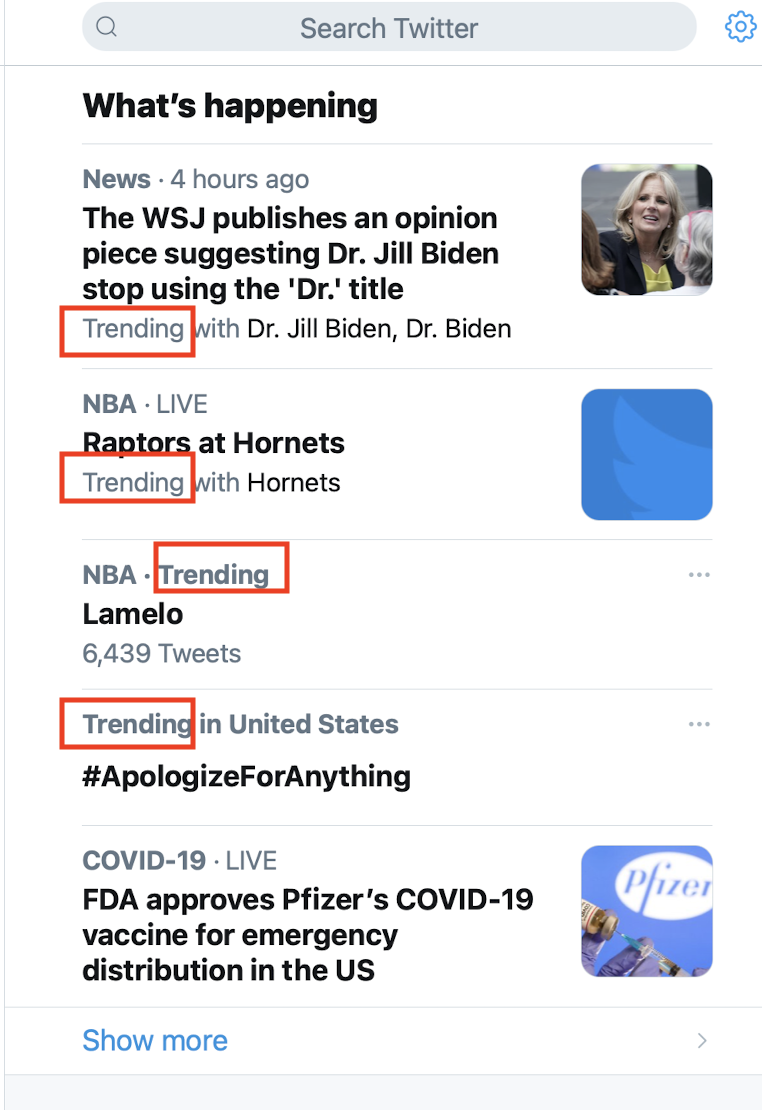 Search Twitter
What’s happening
News · 4 hours ago
The WSJ publishes an opinion
piece suggesting Dr. Jill Biden
stop using the 'Dr.' title
Trending with Dr. Jill Biden, Dr. Biden
NBA · LIVE
Raptors at Hornets
Trending with Hornets
NBA · Trending
Lamelo
6,439 Tweets
Trending in United States
#ApologizeForAnything
COVID-19 · LIVE
FDA approves Pfizer’s COVID-19
vaccine for emergency
distribution in the US
Pfizer
Show more